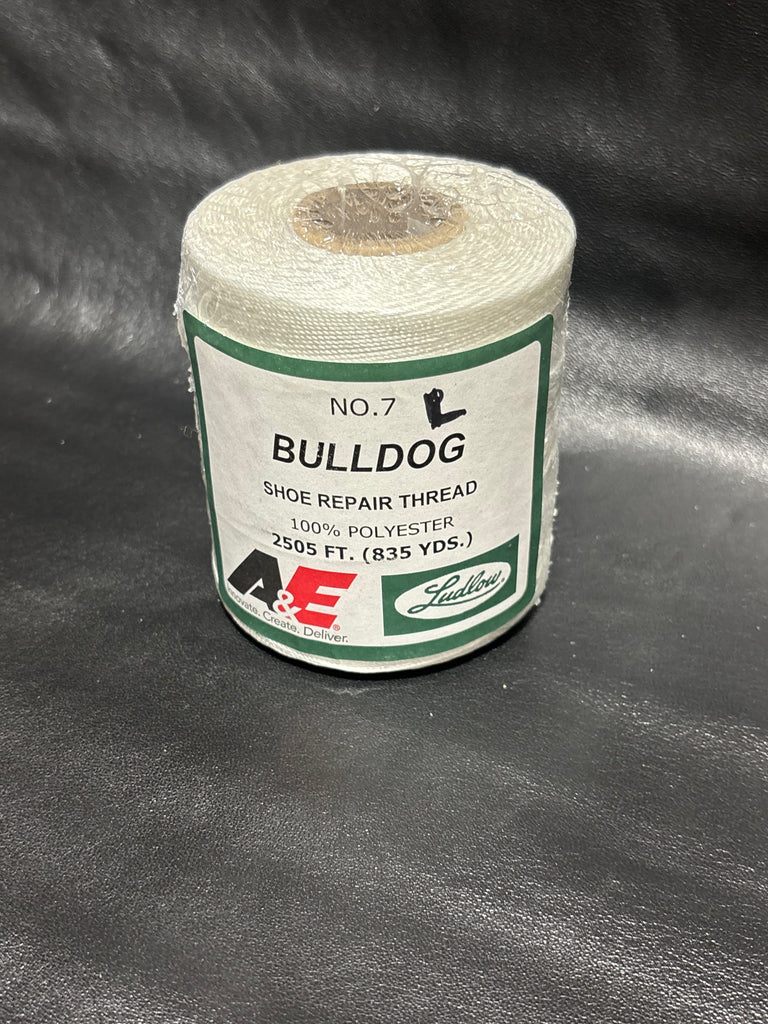 NO.7 L
BULLDOG
SHOE REPAIR THREAD
100% POLYESTER
2505 FT. (835 YDS.)
A&E®
Innovate. Create. Deliver.
Ludlow®